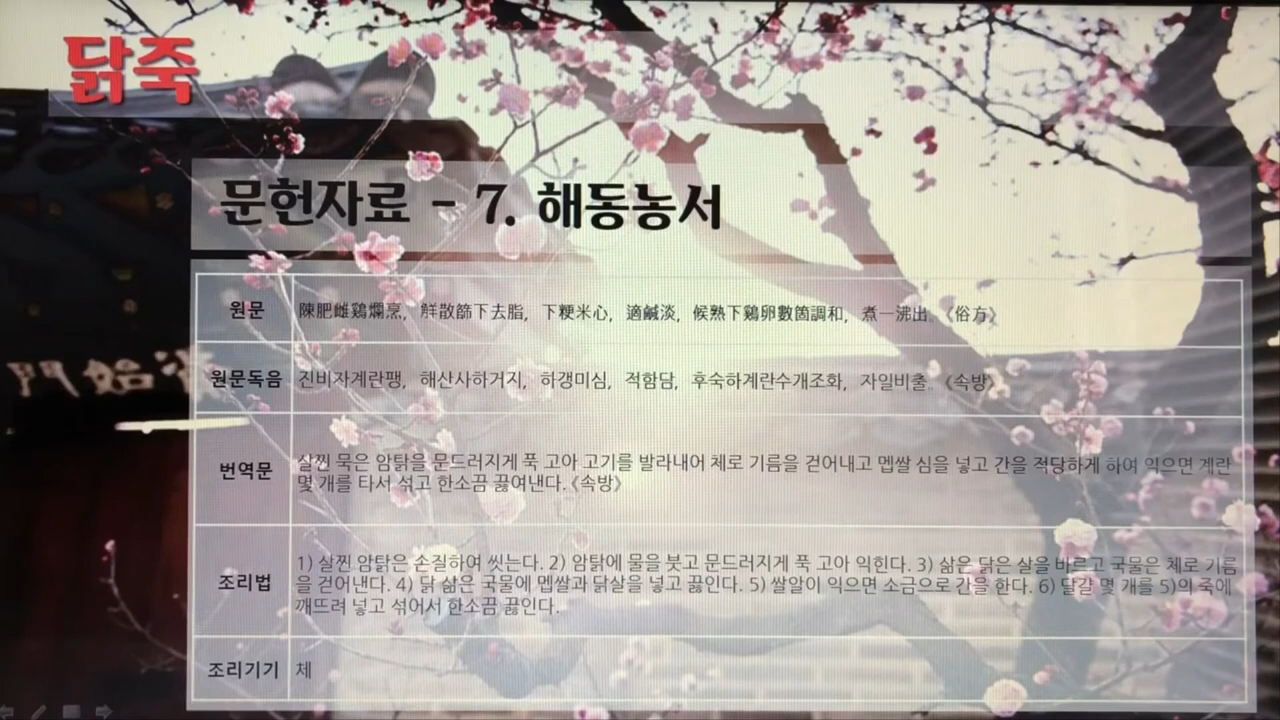 닭죽
문헌자료 - 7. 해동농서
원문
陳肥雌鷄爛烹, 觧散篩下去脂, 下粳米心, 適鹹淡, 候熟下鷄卵數箇調和, 煮一沸出. 《俗方》
원문독음
진비자계란팽, 해산사하거지, 하갱미심, 적함담, 후숙하계란수개조화, 자일비출. 《속방》
번역문
살찐 묵은 암탉을 문드러지게 푹 고아 고기를 발라내어 체로 기름을 걷어내고 멥쌀 심을 넣고 간을 적당하게 하여 익으면 계란
몇 개를 타서 섞고 한소끔 끓여낸다.《속방》
조리법
1) 살찐 암탉은 손질하여 씻는다. 2) 암탉에 물을 붓고 문드러지게 푹 고아 익힌다. 3) 삶은 닭은 살을 바르고 국물은 체로 기름
을 걷어낸다. 4) 닭 삶은 국물에 멥쌀과 닭살을 넣고 끓인다. 5) 쌀알이 익으면 소금으로 간을 한다. 6) 달걀 몇 개를 5)의 죽에
깨뜨려 넣고 섞어서 한소끔 끓인다.
조리기기
체